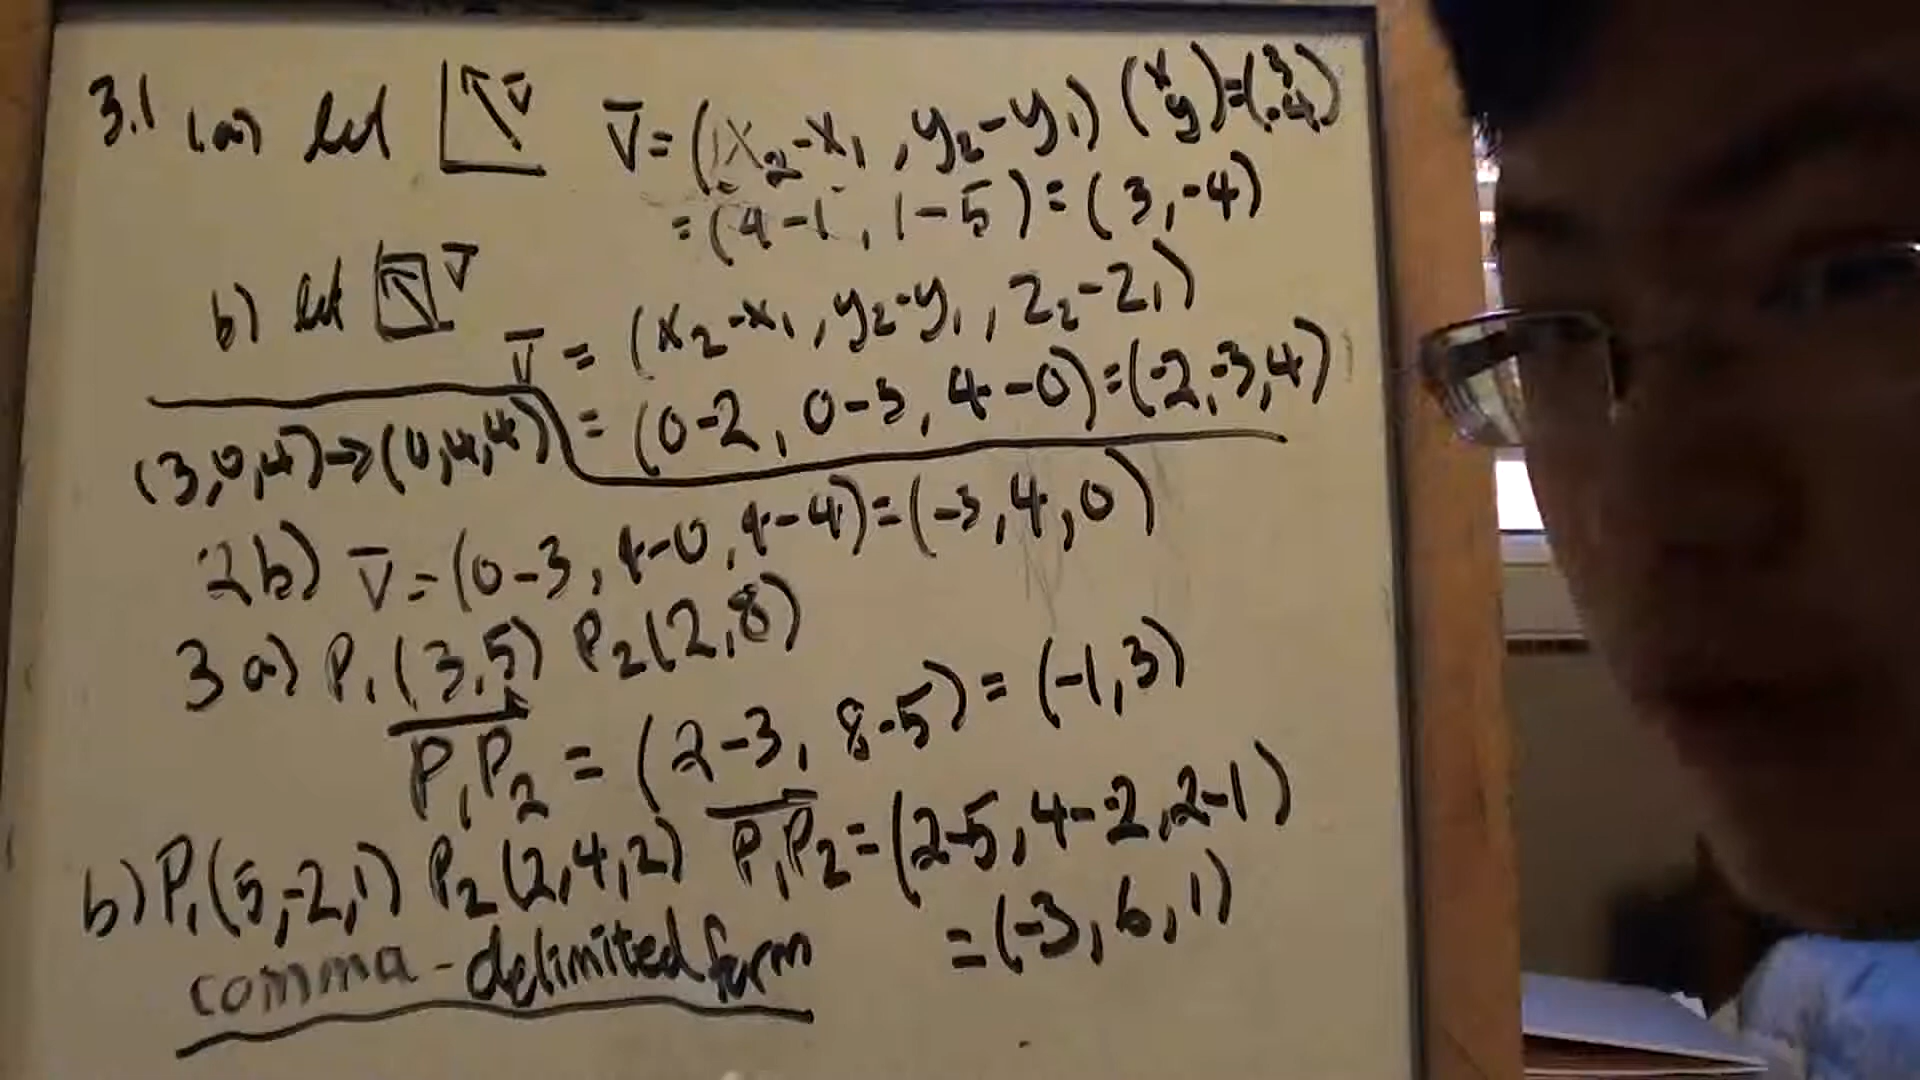 3.1 1a) let v̄ v̄ = (x₂-x₁, y₂-y₁) (x y) = (3 -4)
= (4-1, 1-5) = (3, -4)
b) let v̄
v̄ = (x₂-x₁, y₂-y₁, z₂-z₁)
= (0-2, 0-3, 4-0) = (-2,-3,4)
(3,0,4)→(0,4,4)
2b) v̄ = (0-3, 4-0, 4-4) = (-3,4,0)
3a) P₁(3,5) P₂(2,8)
P₁P₂ = (2-3, 8-5) = (-1,3)
b) P₁(5,-2,1) P₂(2,4,2) P₁P₂ = (2-5, 4--2, 2-1)
= (-3, 6, 1)
comma-delimited form